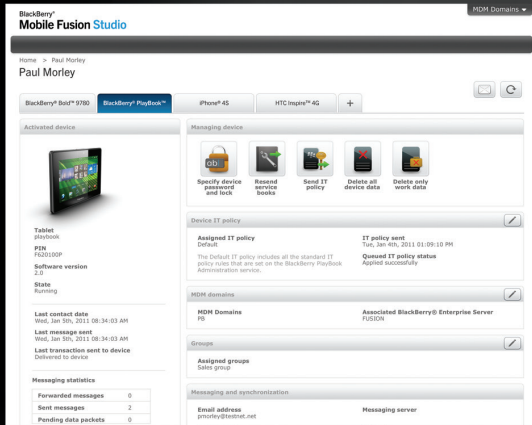 MDM Domains
BlackBerry®
Mobile Fusion Studio
Home > Paul Morley
Paul Morley
BlackBerry® Bold™ 9780
BlackBerry® PlayBook™
iPhone® 4S
HTC Inspire™ 4G
+
Activated device
Tablet
playbook
PIN
F620100P
Software version
2.0
State
Running
Last contact date
Wed, Jan 5th, 2011 08:34:03 AM
Last message sent
Wed, Jan 5th, 2011 08:34:03 AM
Last transaction sent to device
Delivered to device
Messaging statistics
Forwarded messages 0
Sent messages 2
Pending data packets 0
Managing device
Specify device
password
and lock
Resend
service
books
Send IT
policy
Delete all
device data
Delete only
work data
Device IT policy
Assigned IT policy
Default
The Default IT policy includes all the standard IT
policy rules that are set on the BlackBerry PlayBook
Administration service.
IT policy sent
Tue, Jan 4th, 2011 01:09:10 PM
Queued IT policy status
Applied successfully
MDM domains
MDM Domains
PB
Associated BlackBerry® Enterprise Server
FUSION
Groups
Assigned groups
Sales group
Messaging and synchronization
Email address
pmorley@testnet.net
Messaging server